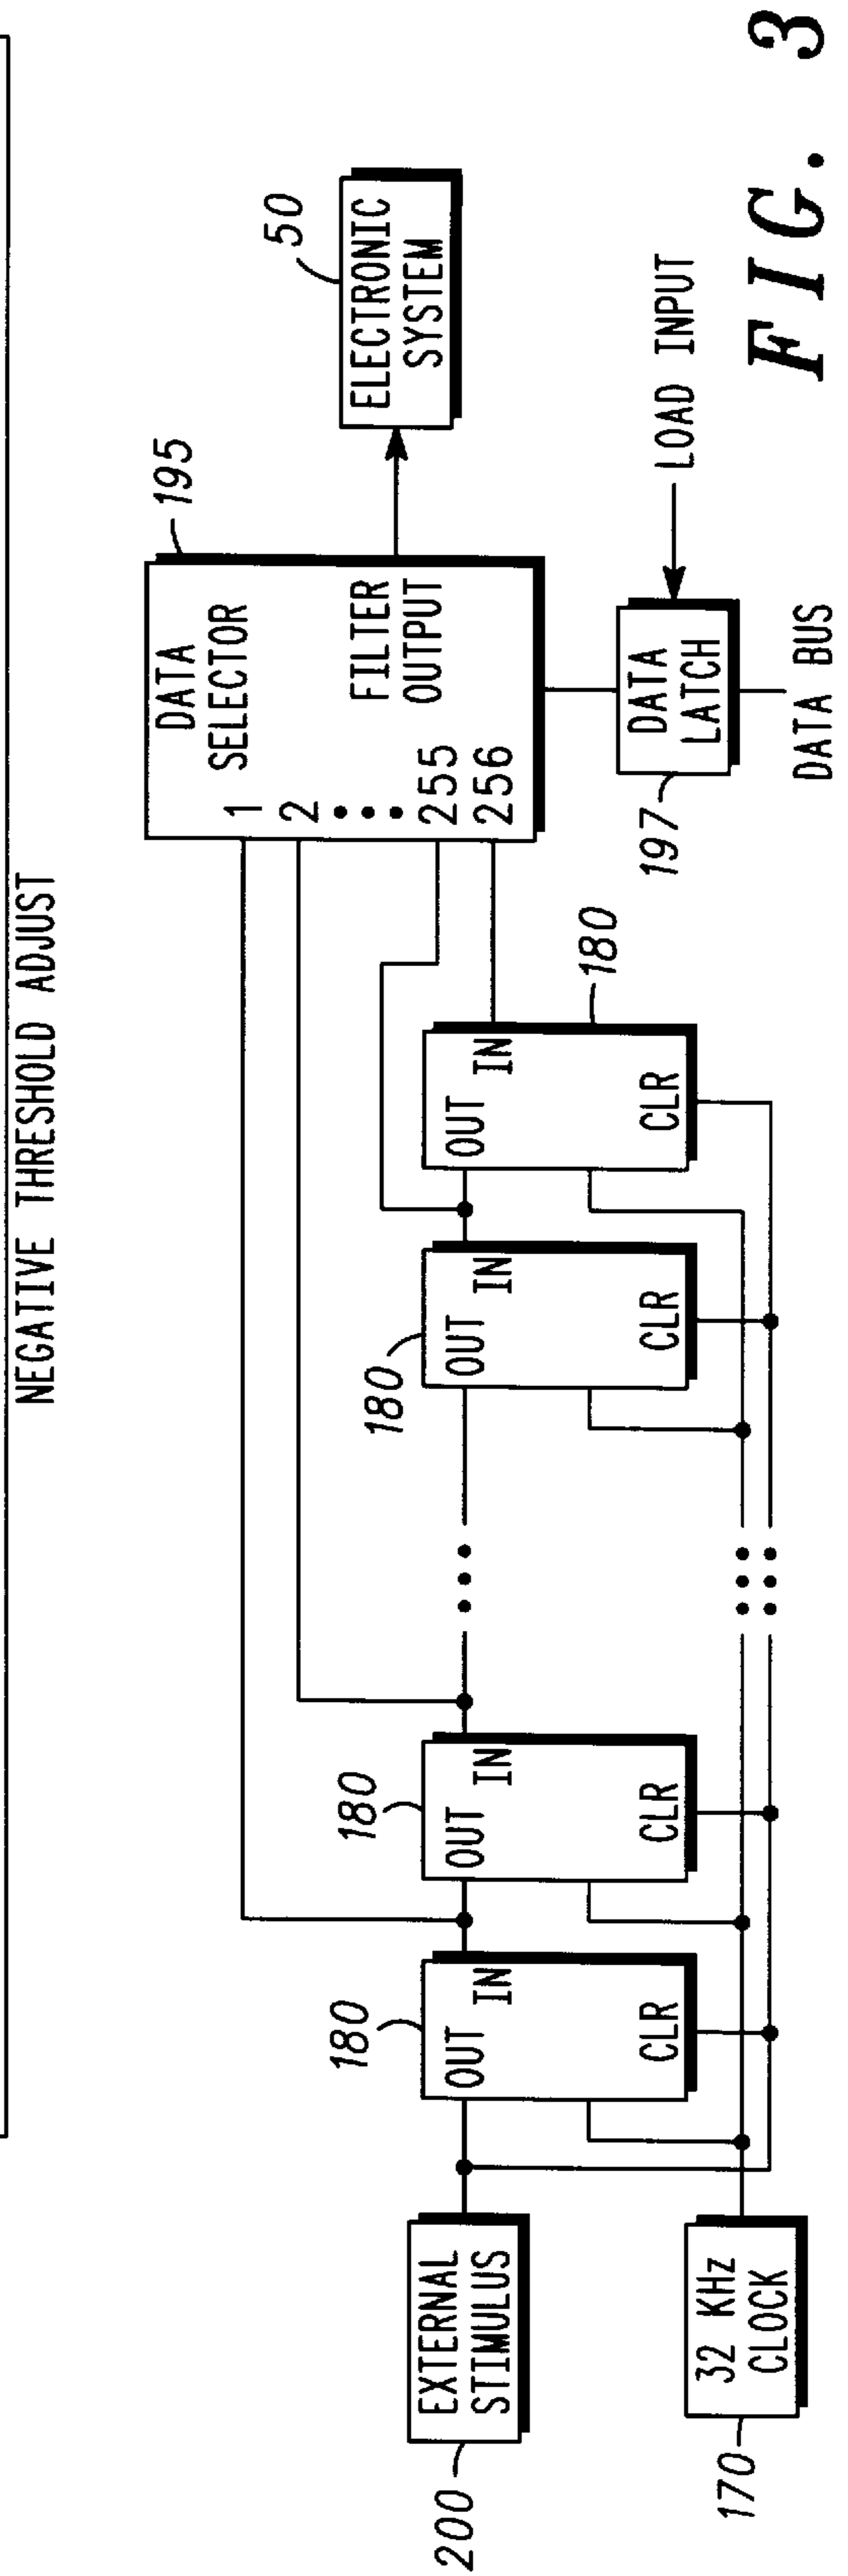 NEGATIVE THRESHOLD ADJUST
195
DATA
SELECTOR
1
2
255
256
FILTER
OUTPUT
50
ELECTRONIC
SYSTEM
200
EXTERNAL
STIMULUS
180
OUT
IN
CLR
180
OUT
IN
CLR
180
OUT
IN
CLR
180
OUT
IN
CLR
197
DATA
LATCH
LOAD INPUT
DATA BUS
170
32 KHz
CLOCK
FIG. 3